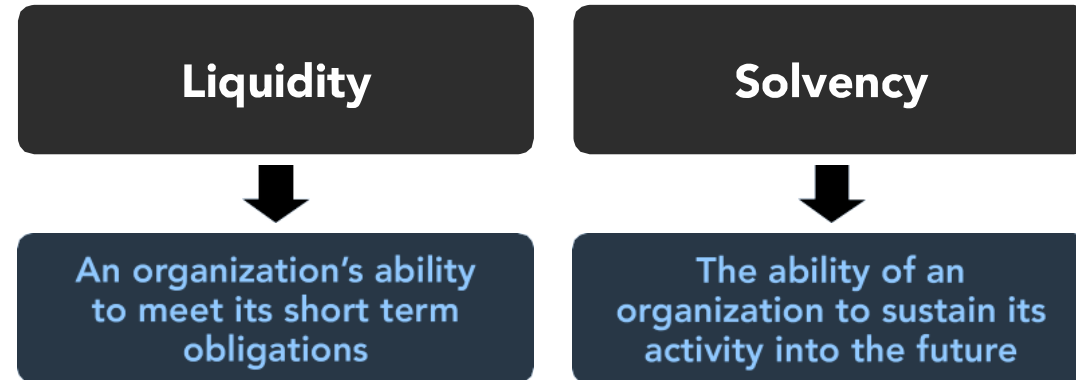 Liquidity
Solvency
An organization’s ability
to meet its short term
obligations
The ability of an
organization to sustain its
activity into the future